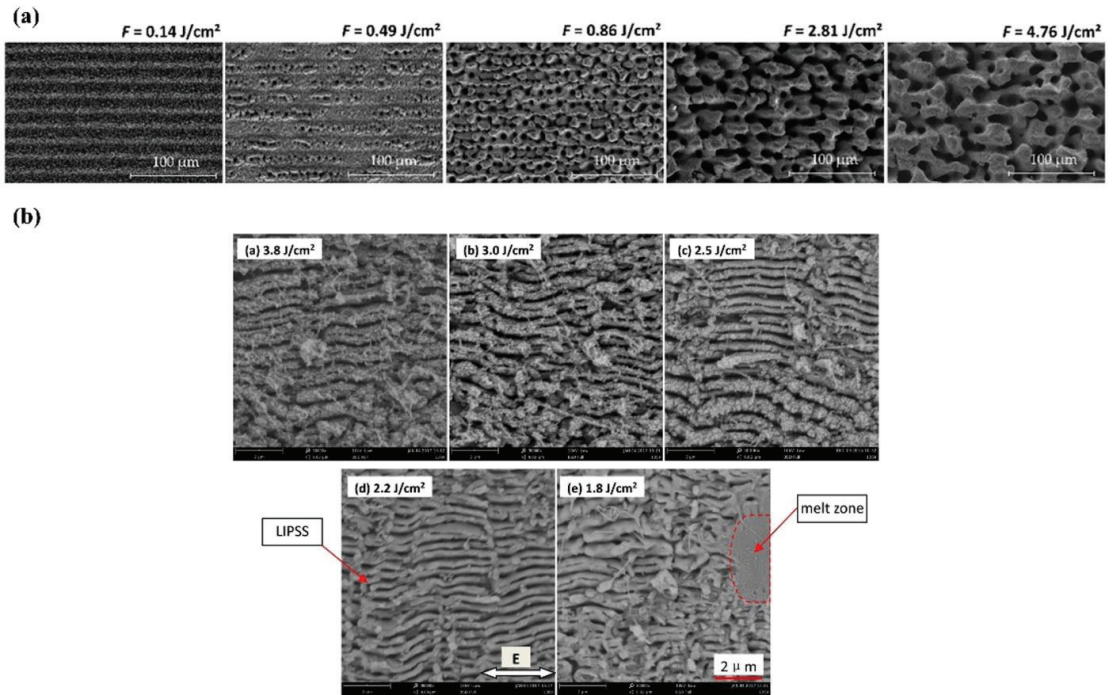 (a)
F = 0.14 J/cm²
F = 0.49 J/cm²
F = 0.86 J/cm²
F = 2.81 J/cm²
F = 4.76 J/cm²
100 μm
100 μm
100 μm
100 μm
100 μm
(b)
(a) 3.8 J/cm²
(b) 3.0 J/cm²
(c) 2.5 J/cm²
(d) 2.2 J/cm²
(e) 1.8 J/cm²
LIPSS
melt zone
E
2 μm